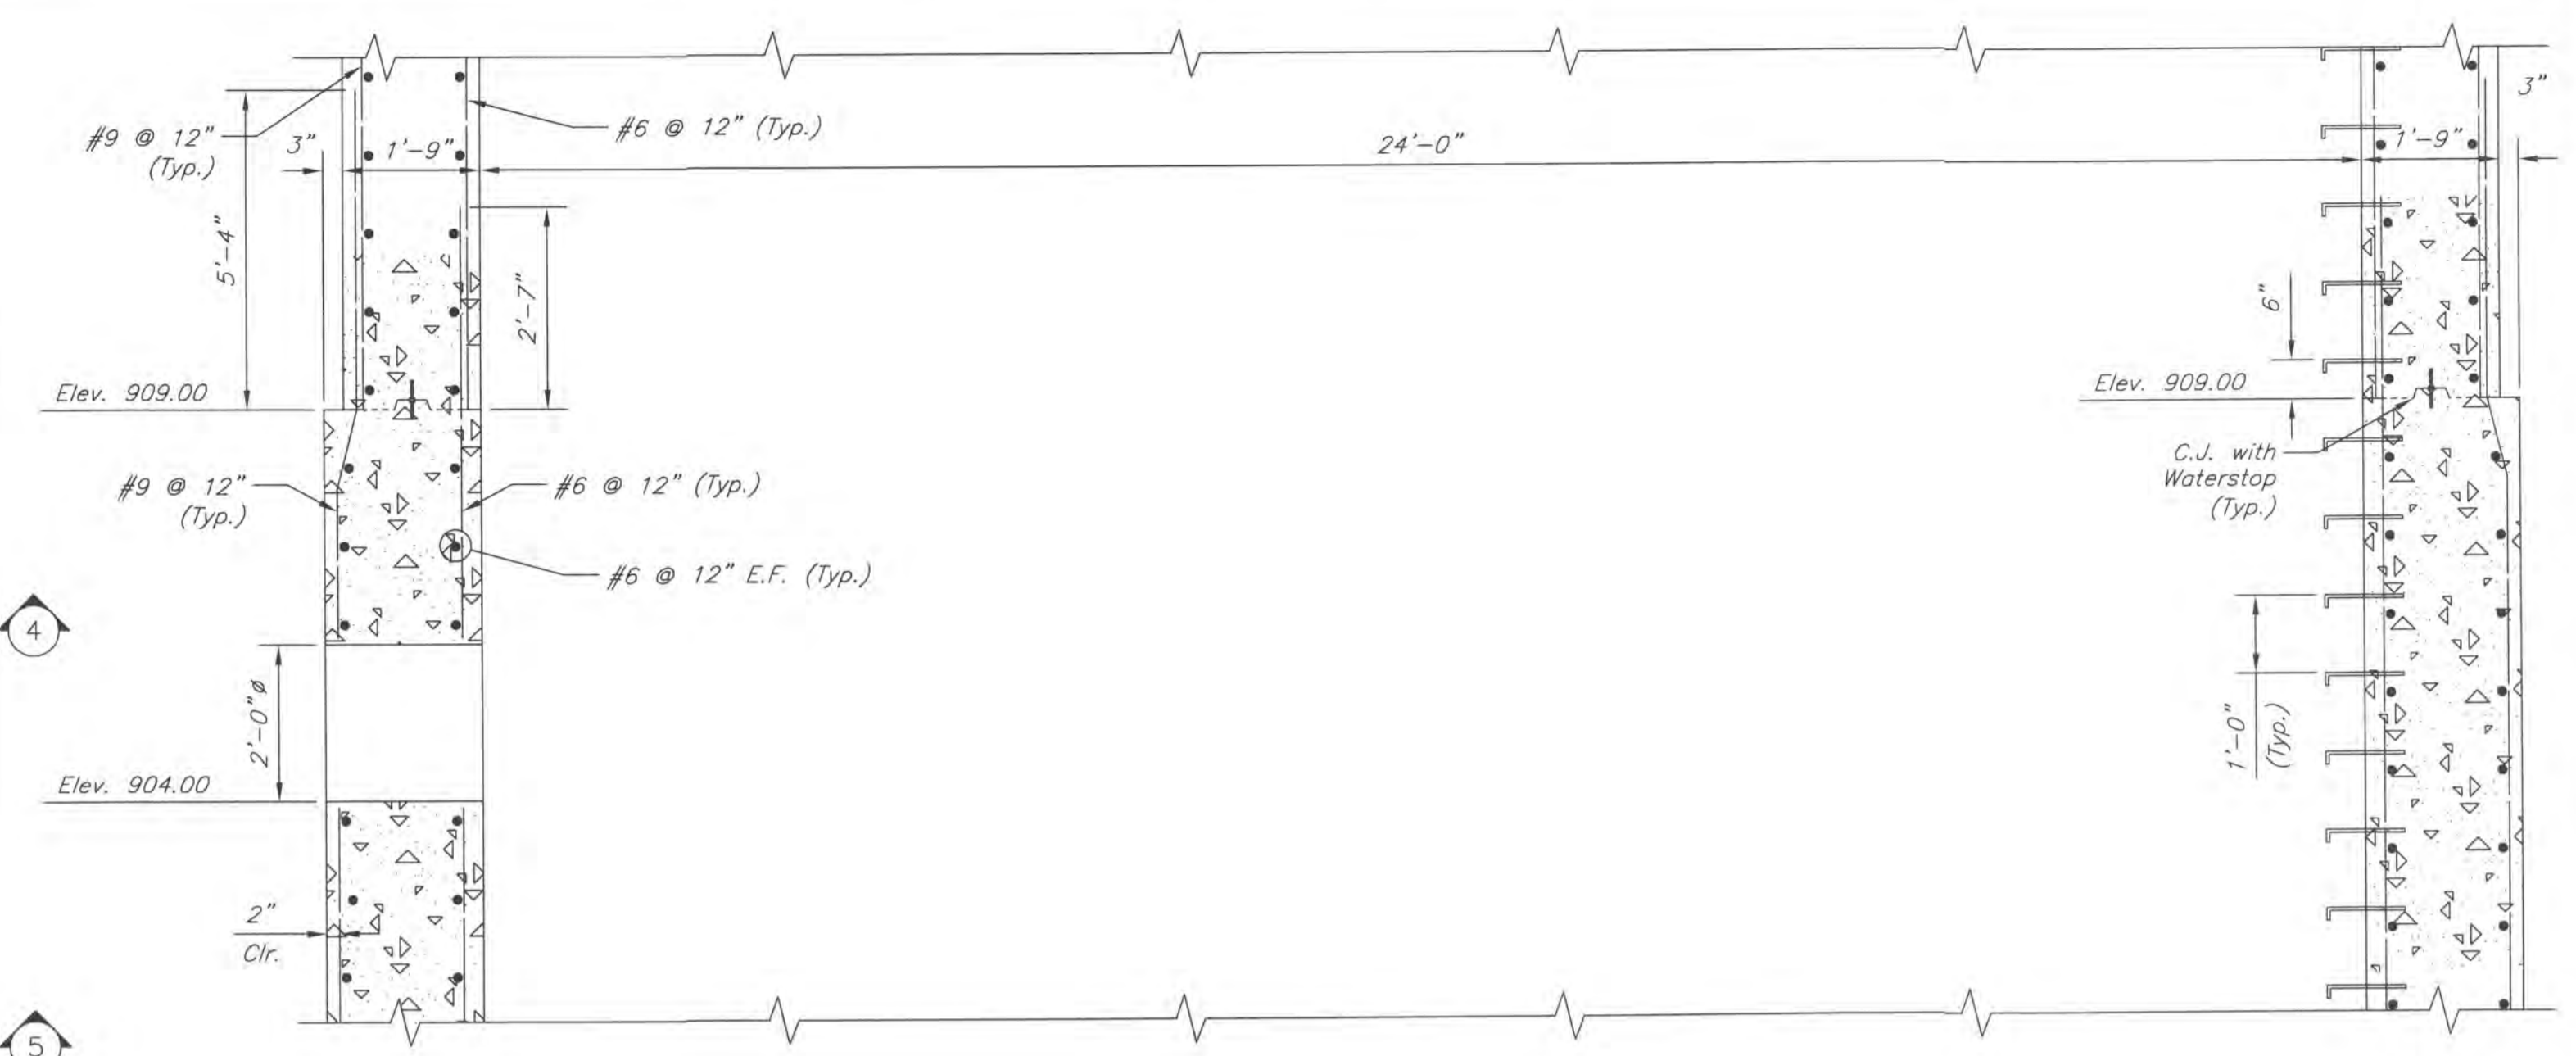 3"
#9 @ 12"
(Typ.)
3"
1'-9"
#6 @ 12" (Typ.)
24'-0"
1'-9"
5'-4"
2'-7"
6"
Elev. 909.00
Elev. 909.00
C.J. with
Waterstop
(Typ.)
#9 @ 12"
(Typ.)
#6 @ 12" (Typ.)
#6 @ 12" E.F. (Typ.)
4
2'-0"ø
1'-0"
(Typ.)
Elev. 904.00
2"
Clr.
5